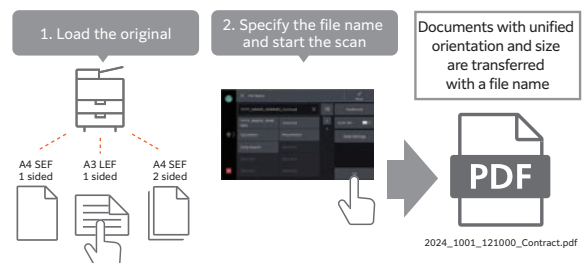 1. Load the original
A4 SEF
1 sided
A3 LEF
1 sided
A4 SEF
2 sided
2. Specify the file name
and start the scan
Documents with unified
orientation and size
are transferred
with a file name
PDF
2024_1001_121000_Contract.pdf